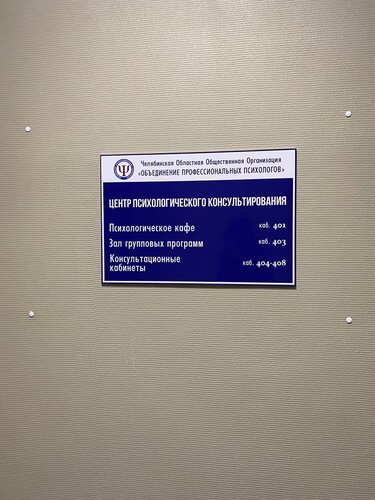 Челябинская Областная Общественная Организация
«ОБЪЕДИНЕНИЕ ПРОФЕССИОНАЛЬНЫХ ПСИХОЛОГОВ»
ЦЕНТР ПСИХОЛОГИЧЕСКОГО КОНСУЛЬТИРОВАНИЯ
Психологическое кафе каб. 401
Зал групповых программ каб. 403
Консультационные каб. 404-408
кабинеты